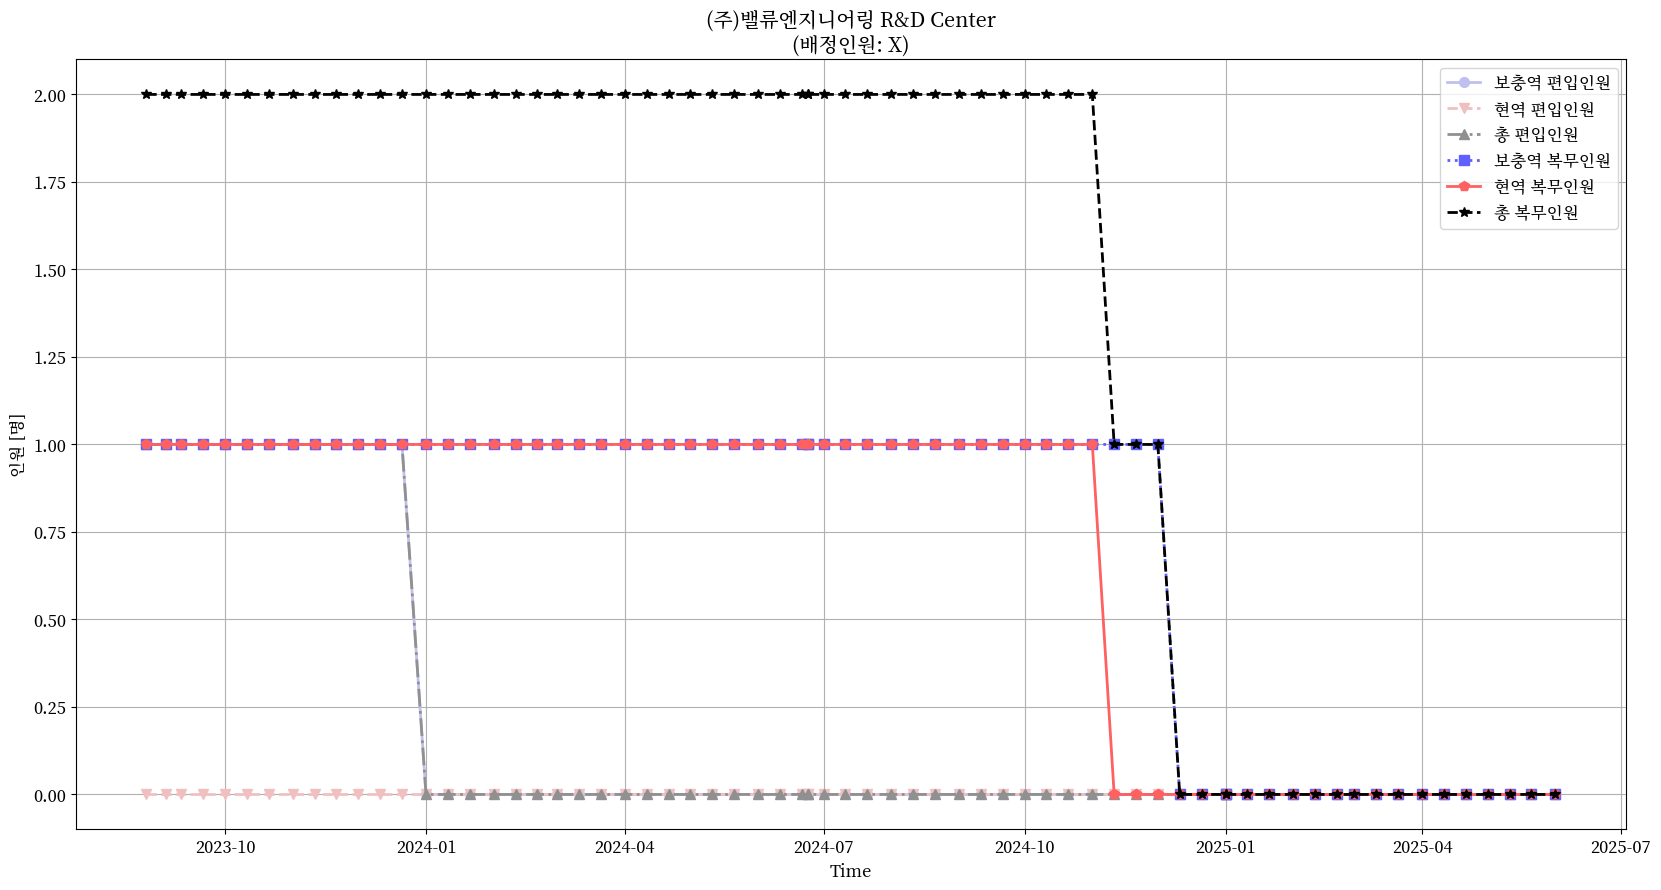 (주)밸류엔지니어링 R&D Center
(배정인원: X)
보충역 편입인원
현역 편입인원
총 편입인원
보충역 복무인원
현역 복무인원
총 복무인원
인원 [명]
2.00
1.75
1.50
1.25
1.00
0.75
0.50
0.25
0.00
2023-10
2024-01
2024-04
2024-07
2024-10
2025-01
2025-04
2025-07
Time